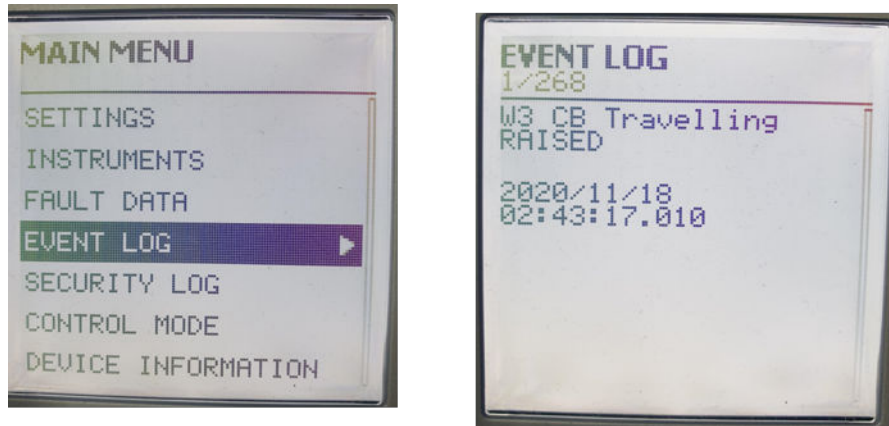 MAIN MENU
SETTINGS
INSTRUMENTS
FAULT DATA
EVENT LOG
SECURITY LOG
CONTROL MODE
DEVICE INFORMATION
EVENT LOG
1/268
W3 CB Travelling
RAISED
2020/11/18
02:43:17.010